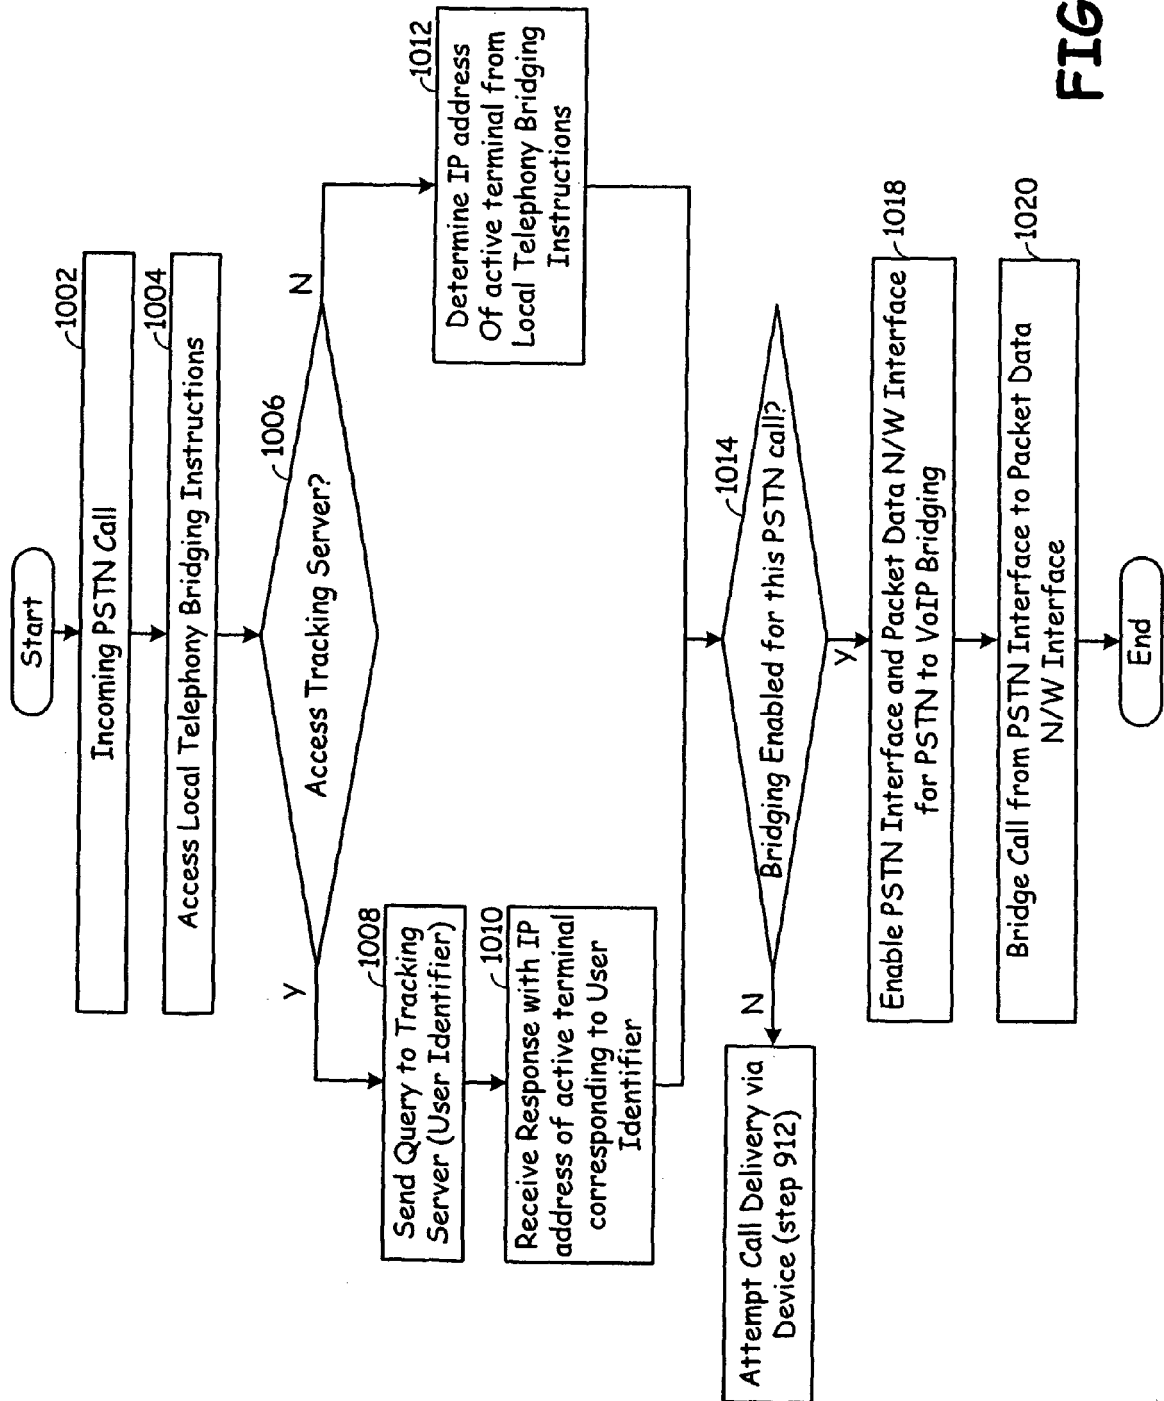 Start
1002
Incoming PSTN Call
1004
Access Local Telephony Bridging Instructions
1006
Access Tracking Server?
Y
N
1008
Send Query to Tracking
Server (User Identifier)
1010
Receive Response with IP
address of active terminal
corresponding to User
Identifier
1012
Determine IP address
Of active terminal from
Local Telephony Bridging
Instructions
1014
Bridging Enabled for this PSTN call?
N
Y
Attempt Call Delivery via
Device (step 912)
1018
Enable PSTN Interface and Packet Data N/W Interface
for PSTN to VoIP Bridging
1020
Bridge Call from PSTN Interface to Packet Data
N/W Interface
End
FIG